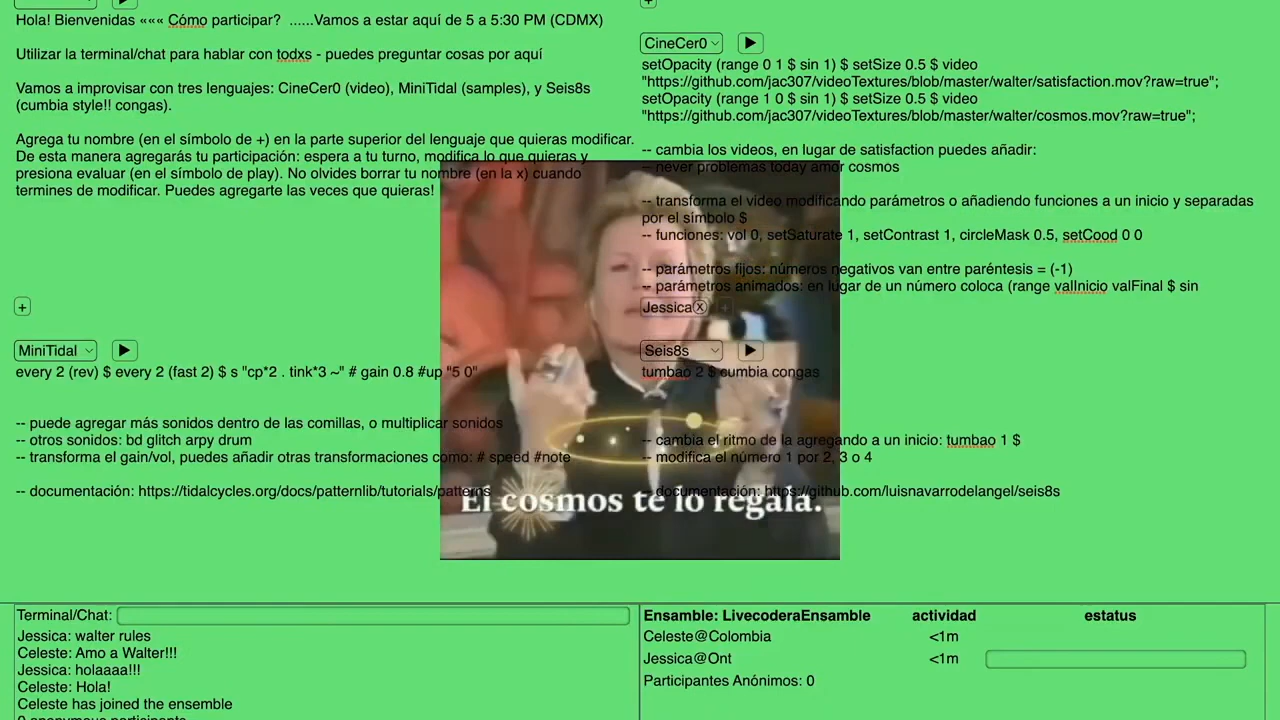 Hola! Bienvenidas ««« Cómo participar?  ......Vamos a estar aquí de 5 a 5:30 PM (CDMX)
Utilizar la terminal/chat para hablar con todxs - puedes preguntar cosas por aquí
Vamos a improvisar con tres lenguajes: CineCer0 (video), MiniTidal (samples), y Seis8s
(cumbia style!! congas).
Agrega tu nombre (en el símbolo de +) en la parte superior del lenguaje que quieras modificar.
De esta manera agregarás tu participación: espera a tu turno, modifica lo que quieras y
presiona evaluar (en el símbolo de play). No olvides borrar tu nombre (en la x) cuando
termines de modificar. Puedes agregarte las veces que quieras!
+
CineCer0
setOpacity (range 0 1 $ sin 1) $ setSize 0.5 $ video
"https://github.com/jac307/videoTextures/blob/master/walter/satisfaction.mov?raw=true";
setOpacity (range 1 0 $ sin 1) $ setSize 0.5 $ video
"https://github.com/jac307/videoTextures/blob/master/walter/cosmos.mov?raw=true";
-- cambia los videos, en lugar de satisfaction puedes añadir:
-- never problemas today amor cosmos
-- transforma el video modificando parámetros o añadiendo funciones a un inicio y separadas
por el símbolo $
-- funciones: vol 0, setSaturate 1, setContrast 1, circleMask 0.5, setCood 0 0
-- parámetros fijos: números negativos van entre paréntesis = (-1)
-- parámetros animados: en lugar de un número coloca (range valInicio valFinal $ sin
+
MiniTidal
every 2 (rev) $ every 2 (fast 2) $ s "cp*2 . tink*3 ~" # gain 0.8 #up "5 0"
-- puede agregar más sonidos dentro de las comillas, o multiplicar sonidos
-- otros sonidos: bd glitch arpy drum
-- transforma el gain/vol, puedes añadir otras transformaciones como: # speed #note
-- documentación: https://tidalcycles.org/docs/patternlib/tutorials/patterns
Jessica x +
Seis8s
tumbao 2 $ cumbia congas
-- cambia el ritmo de la agregando a un inicio: tumbao 1 $
-- modifica el número 1 por 2, 3 o 4
-- documentación: https://github.com/luisnavarrodelangel/seis8s
El cosmos te lo regala.
Terminal/Chat:
Jessica: walter rules
Celeste: Amo a Walter!!!
Jessica: holaaaa!!!
Celeste: Hola!
Celeste has joined the ensemble
0 anonymous participants
Ensamble: LivecoderaEnsamble actividad estatus
Celeste@Colombia <1m
Jessica@Ont <1m
Participantes Anónimos: 0